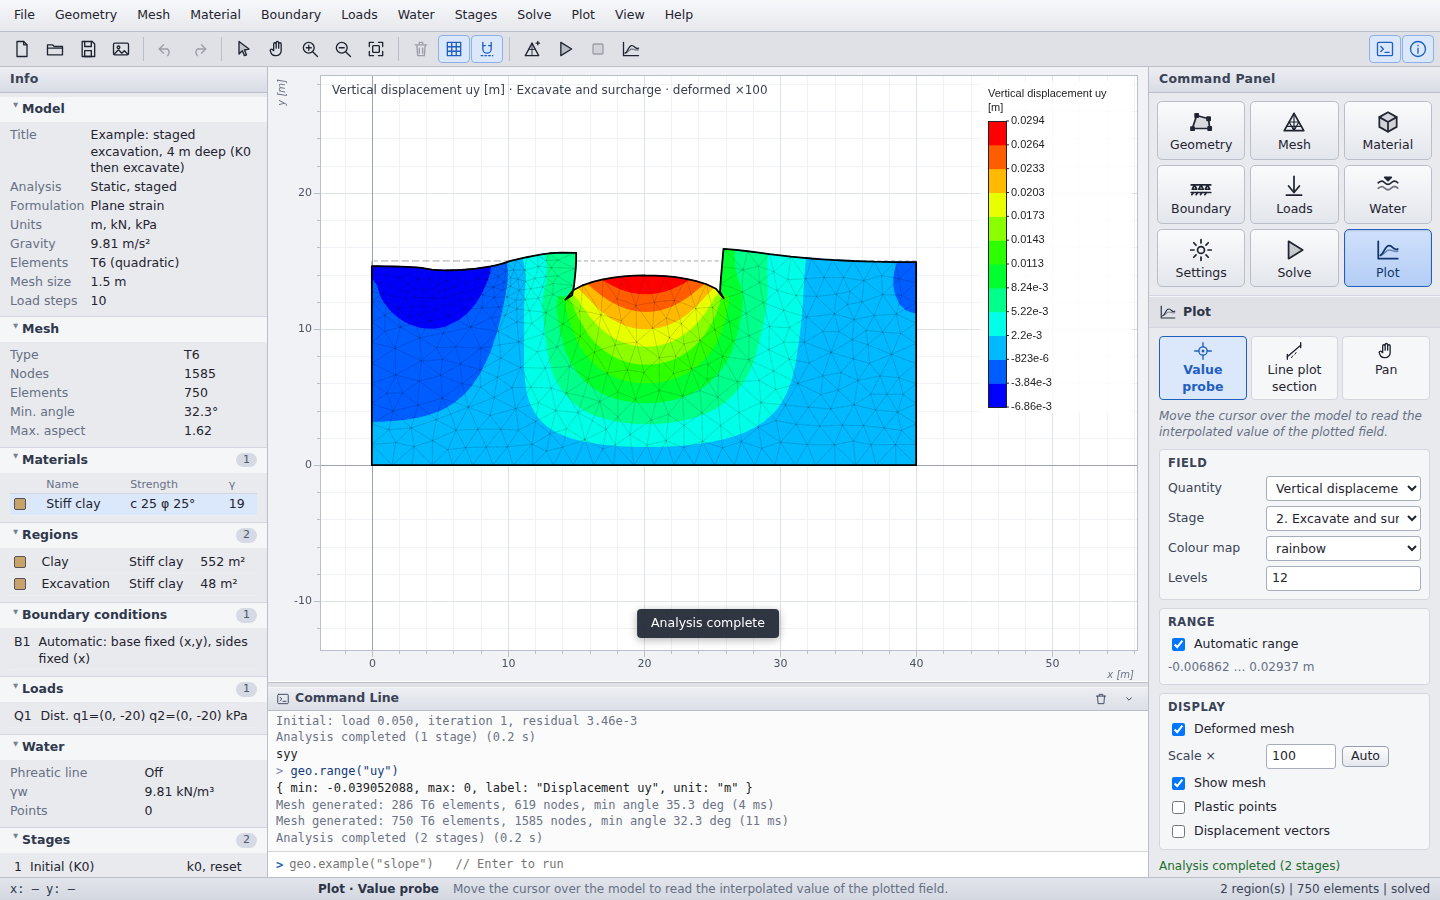 File Geometry Mesh Material Boundary Loads Water Stages Solve Plot View Help
Info
Model
Title Example: staged
excavation, 4 m deep (K0
then excavate)
Analysis Static, staged
Formulation Plane strain
Units m, kN, kPa
Gravity 9.81 m/s²
Elements T6 (quadratic)
Mesh size 1.5 m
Load steps 10
Mesh
Type T6
Nodes 1585
Elements 750
Min. angle 32.3°
Max. aspect 1.62
Materials 1
Name Strength γ
Stiff clay c 25 φ 25° 19
Regions 2
Clay Stiff clay 552 m²
Excavation Stiff clay 48 m²
Boundary conditions 1
B1 Automatic: base fixed (x,y), sides
fixed (x)
Loads 1
Q1 Dist. q1=(0, -20) q2=(0, -20) kPa
Water
Phreatic line Off
γw 9.81 kN/m³
Points 0
Stages 2
1 Initial (K0) k0, reset
y [m]
Vertical displacement uy [m] · Excavate and surcharge · deformed ×100
Vertical displacement uy
[m]
0.0294
0.0264
0.0233
0.0203
0.0173
0.0143
0.0113
8.24e-3
5.22e-3
2.2e-3
-823e-6
-3.84e-3
-6.86e-3
20
10
0
-10
0 10 20 30 40 50
x [m]
Analysis complete
Command Line
Initial: load 0.050, iteration 1, residual 3.46e-3
Analysis completed (1 stage) (0.2 s)
syy
> geo.range("uy")
{ min: -0.039052088, max: 0, label: "Displacement uy", unit: "m" }
Mesh generated: 286 T6 elements, 619 nodes, min angle 35.3 deg (4 ms)
Mesh generated: 750 T6 elements, 1585 nodes, min angle 32.3 deg (11 ms)
Analysis completed (2 stages) (0.2 s)
> geo.example("slope") // Enter to run
Command Panel
Geometry Mesh Material
Boundary Loads Water
Settings Solve Plot
Plot
Value
probe
Line plot
section
Pan
Move the cursor over the model to read the
interpolated value of the plotted field.
FIELD
Quantity Vertical displaceme
Stage 2. Excavate and sur
Colour map rainbow
Levels 12
RANGE
Automatic range
-0.006862 … 0.02937 m
DISPLAY
Deformed mesh
Scale × 100 Auto
Show mesh
Plastic points
Displacement vectors
Analysis completed (2 stages)
x: — y: — Plot · Value probe Move the cursor over the model to read the interpolated value of the plotted field. 2 region(s) | 750 elements | solved